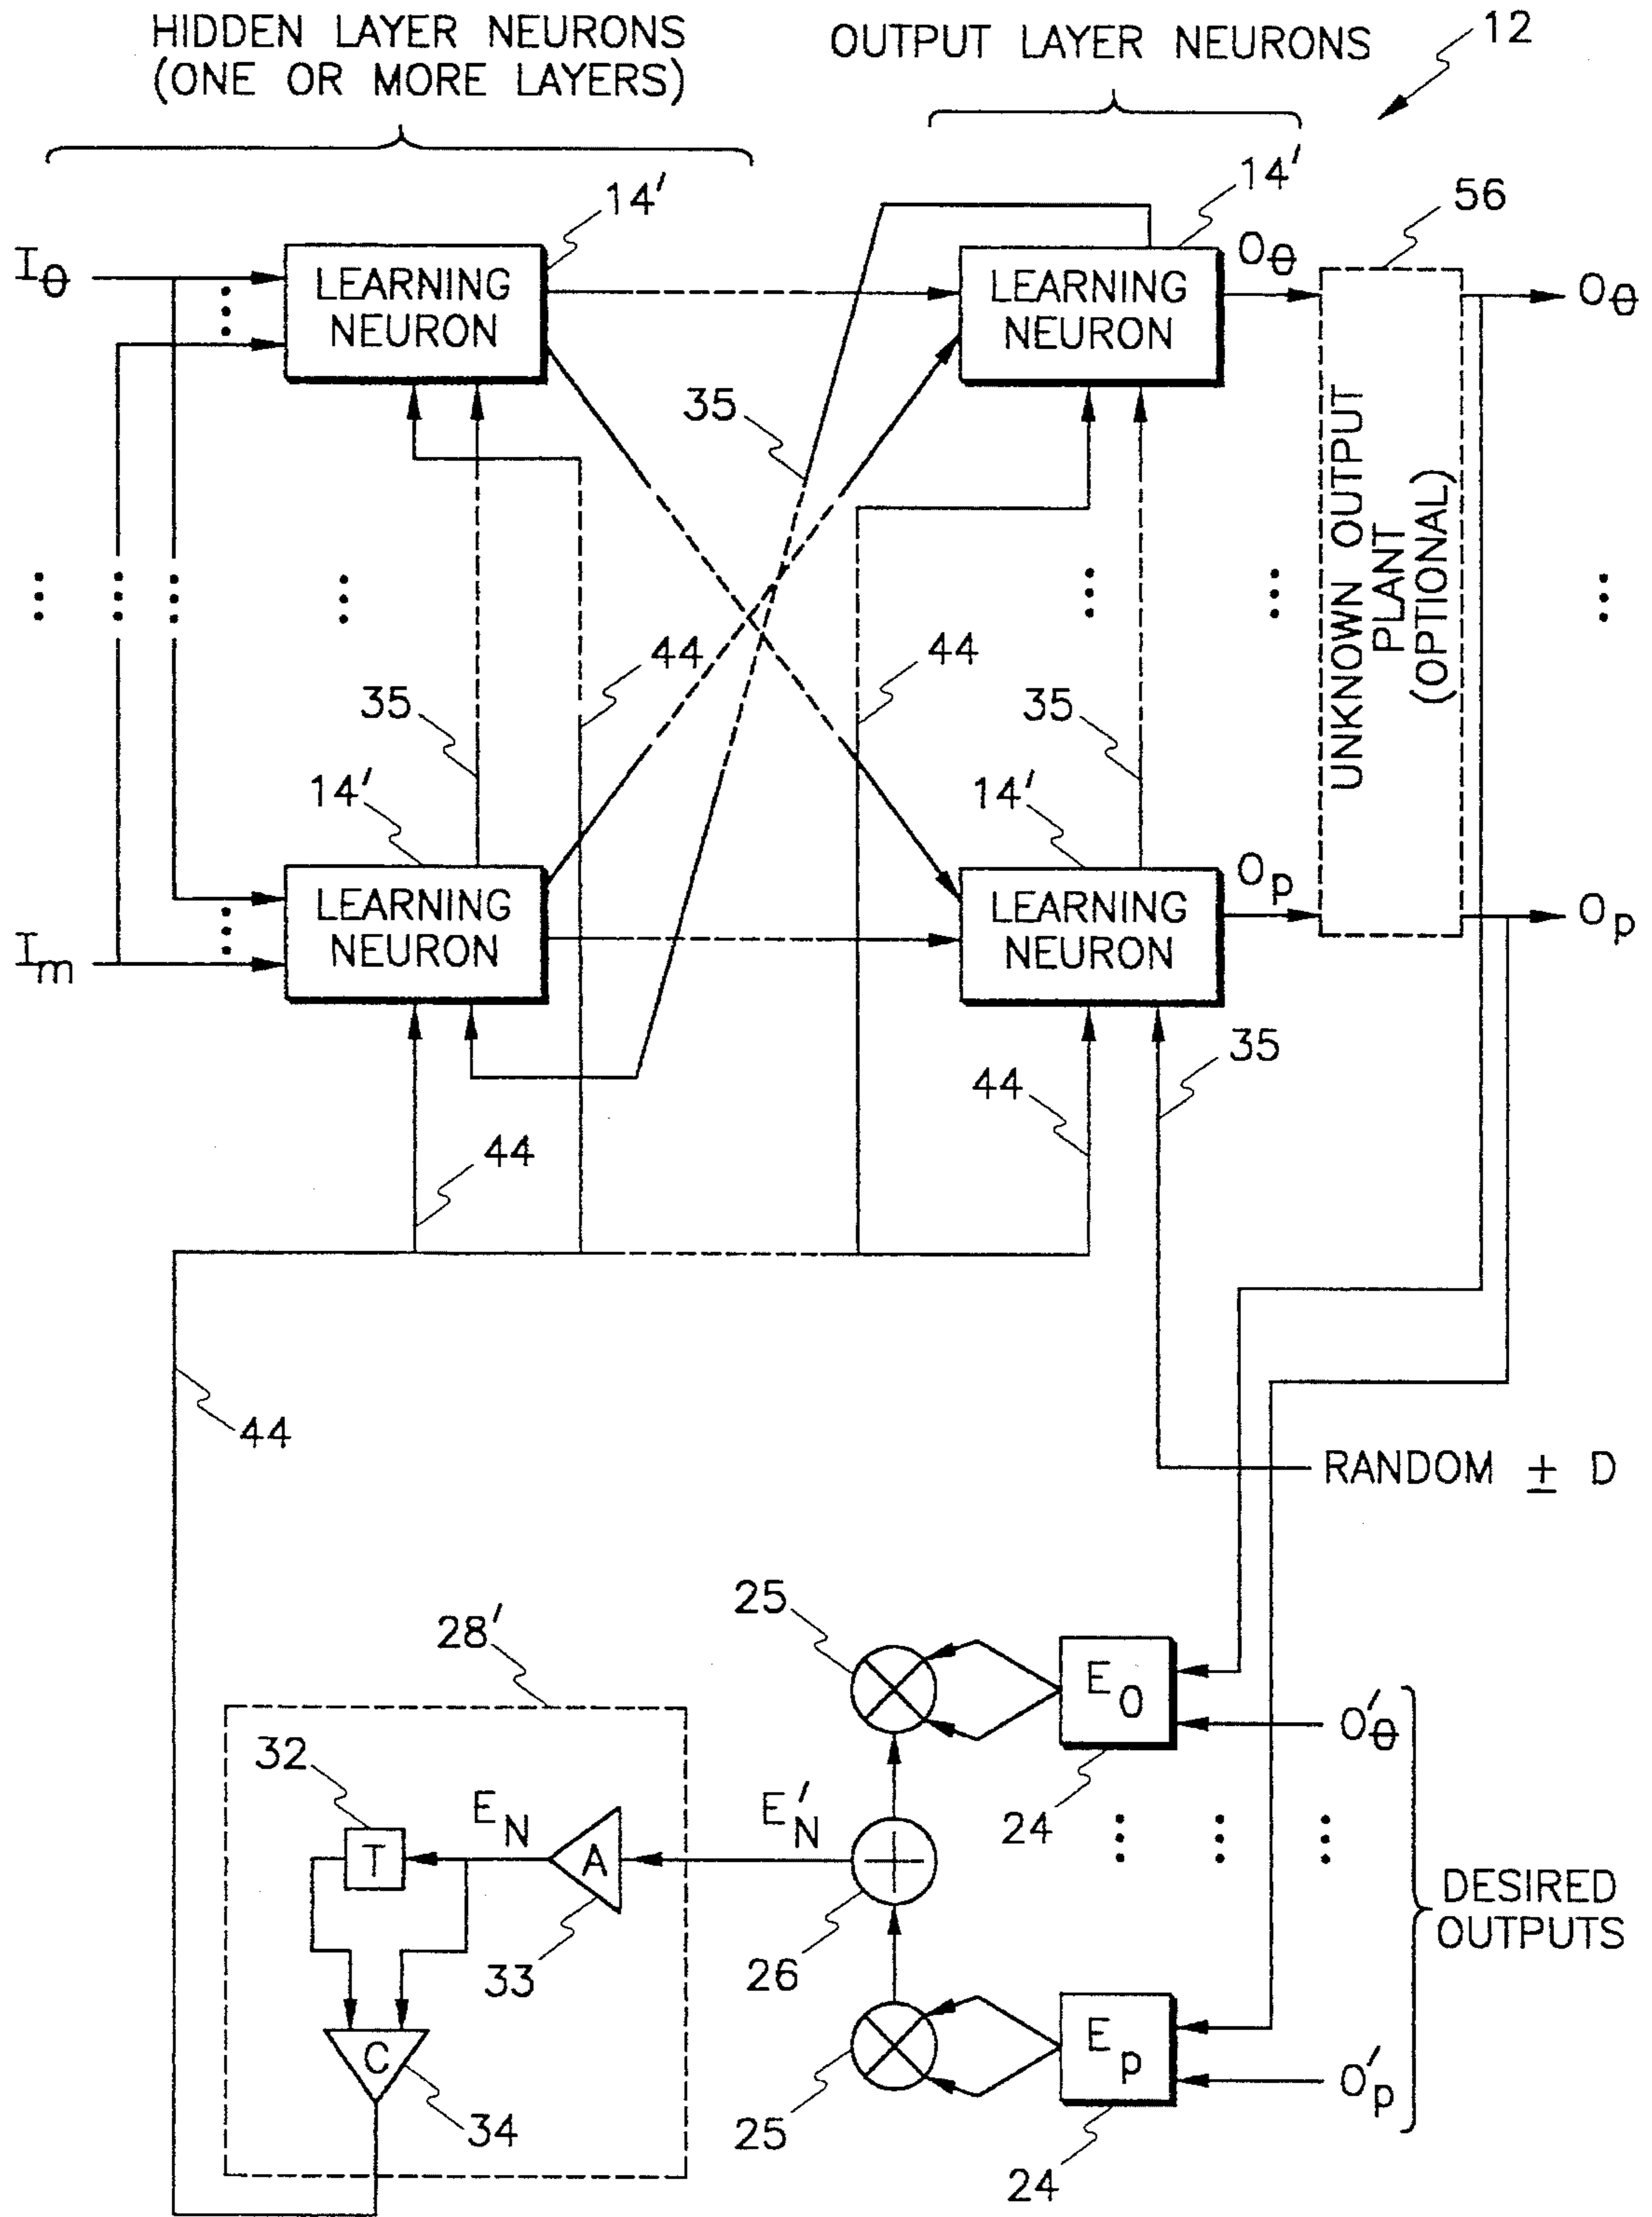 HIDDEN LAYER NEURONS
(ONE OR MORE LAYERS)
OUTPUT LAYER NEURONS
12
14′
14′
56
I0
LEARNING
NEURON
LEARNING
NEURON
O0
O0
35
UNKNOWN OUTPUT
PLANT
(OPTIONAL)
44
44
35
35
14′
14′
Im
LEARNING
NEURON
LEARNING
NEURON
Op
Op
35
44
44
44
RANDOM ± D
25
28′
E0
O′0
32
EN
E′N
24
T
A
33
26
DESIRED
OUTPUTS
C
34
25
Ep
O′p
24